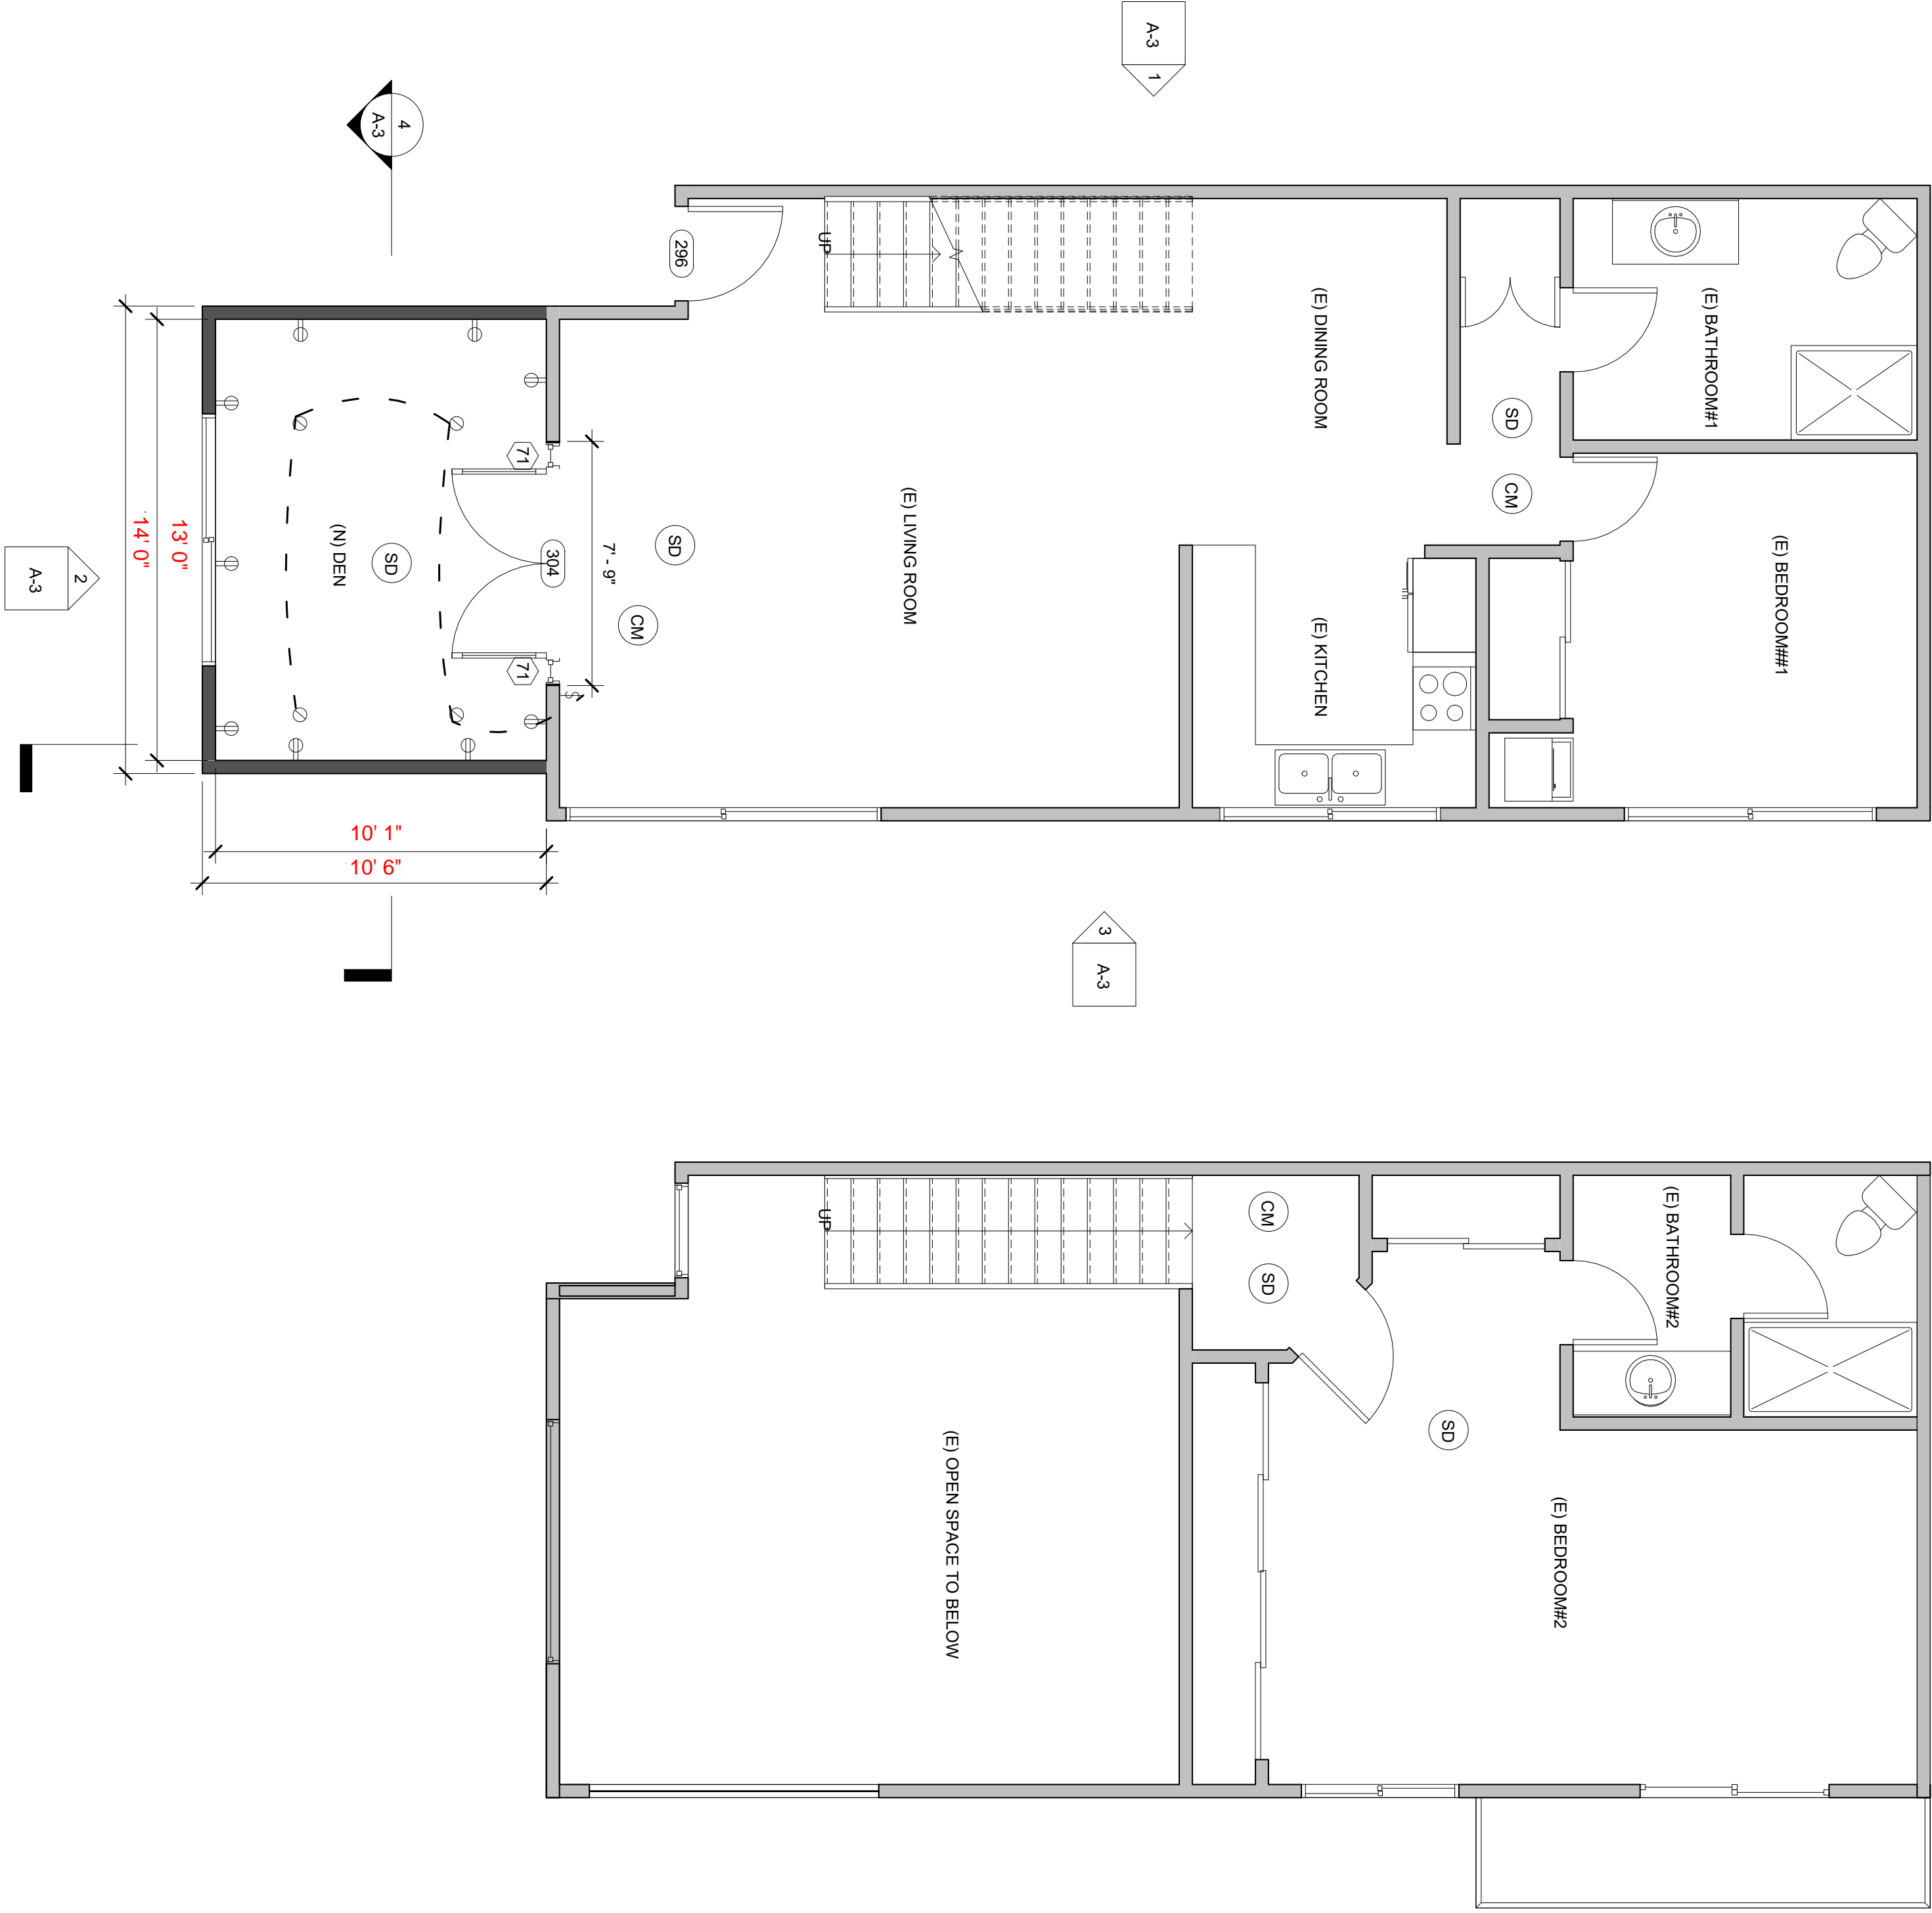 A-3
1
4
A-3
296
UP
(E) DINING ROOM
(E) BATHROOM#1
SD
CM
(E) BEDROOM##1
71
304
71
7' - 9"
SD
CM
(E) LIVING ROOM
(E) KITCHEN
(N) DEN
SD
S
13' 0"
14' 0"
2
A-3
10' 1"
10' 6"
3
A-3
UP
CM
SD
(E) BATHROOM#2
SD
(E) BEDROOM#2
(E) OPEN SPACE TO BELOW